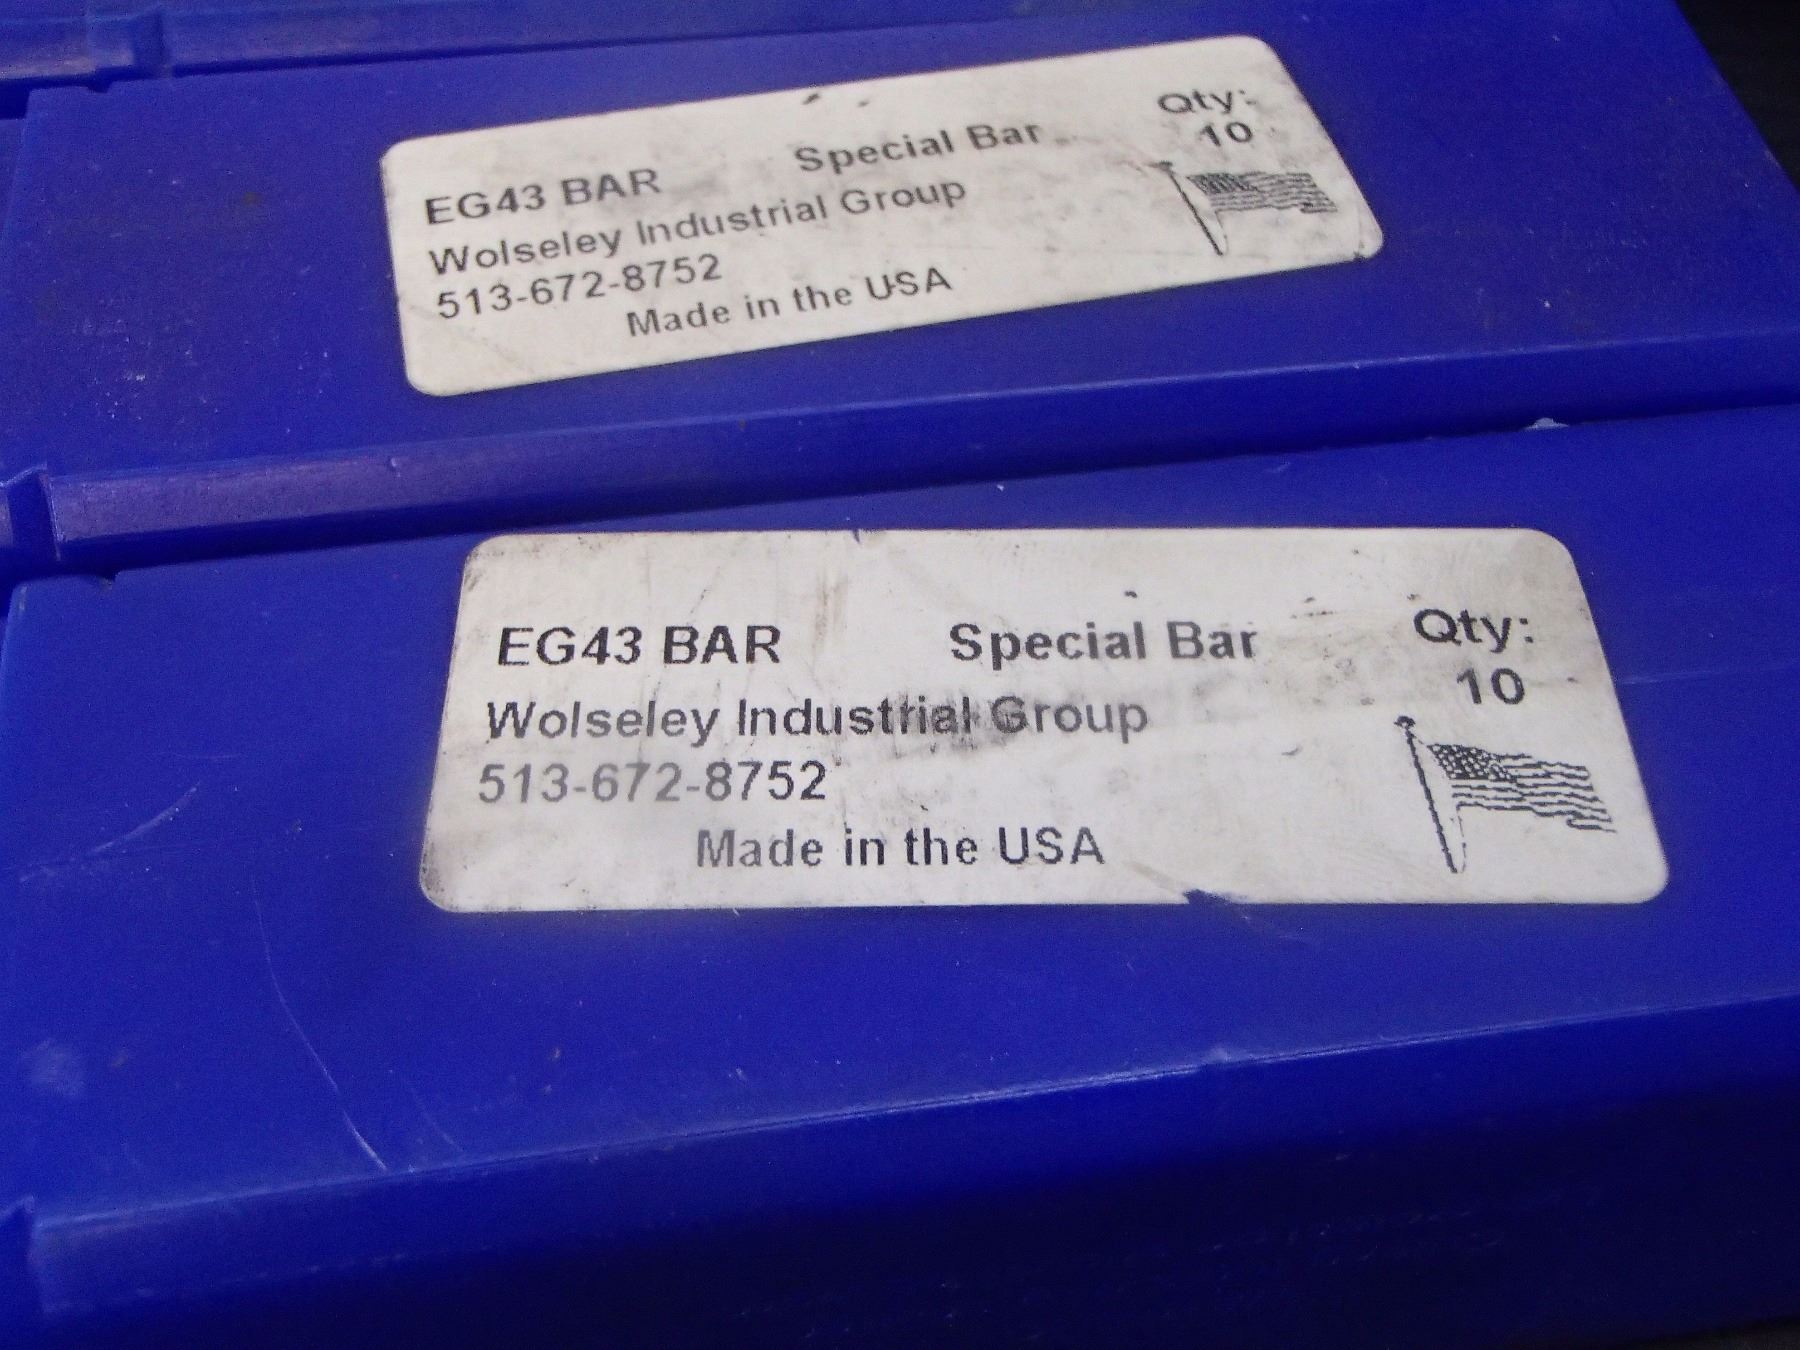 EG43 BAR Special Bar Qty:
10
Wolseley Industrial Group
513-672-8752
Made in the USA
EG43 BAR Special Bar Qty:
10
Wolseley Industrial Group
513-672-8752
Made in the USA